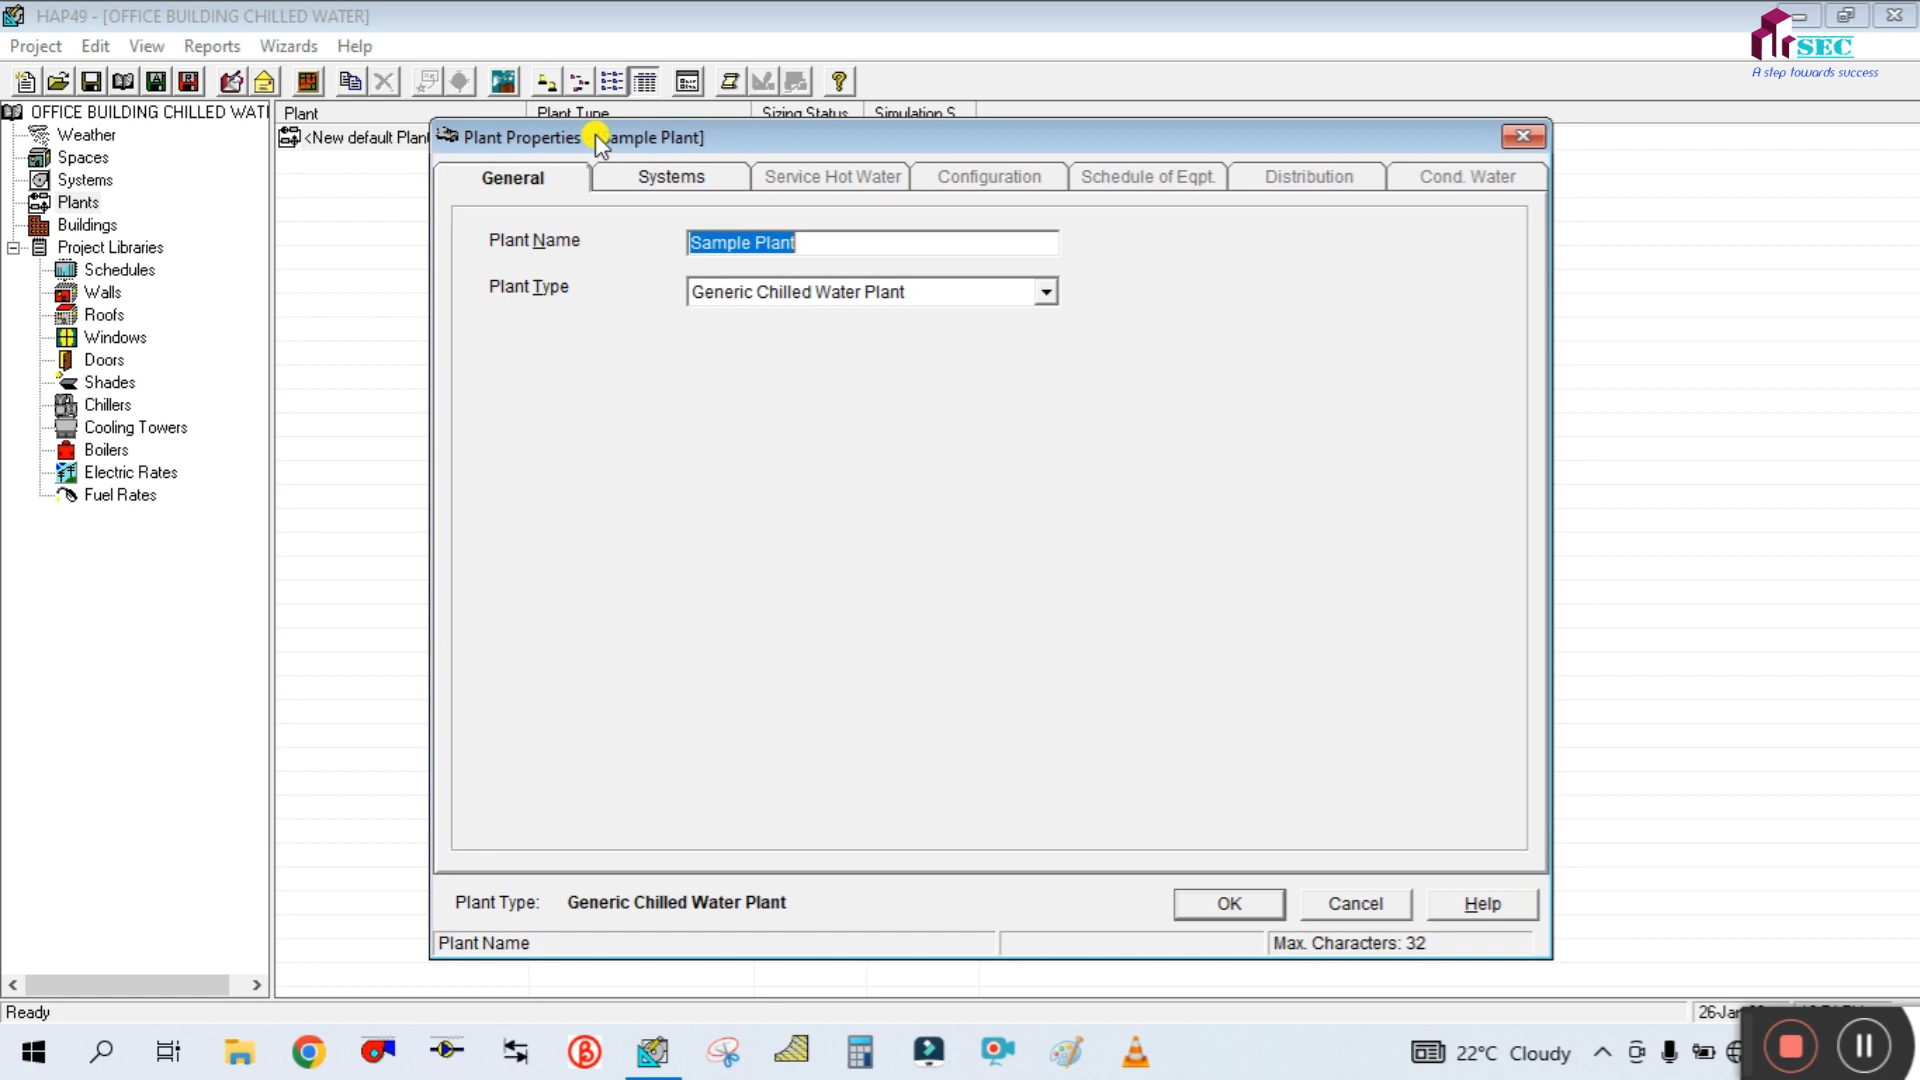 HAP49 - [OFFICE BUILDING CHILLED WATER]
SEC
A step towards success
Project Edit View Reports Wizards Help
OFFICE BUILDING CHILLED WATI
Weather
Spaces
Systems
Plants
Buildings
Project Libraries
Schedules
Walls
Roofs
Windows
Doors
Shades
Chillers
Cooling Towers
Boilers
Electric Rates
Fuel Rates
Plant Plant Type Sizing Status Simulation S
<New default Plant
Plant Properties ample Plant]
General Systems Service Hot Water Configuration Schedule of Eqpt. Distribution Cond. Water
Plant Name Sample Plant
Plant Type Generic Chilled Water Plant
Plant Type: Generic Chilled Water Plant
OK Cancel Help
Plant Name Max. Characters: 32
Ready
22°C Cloudy